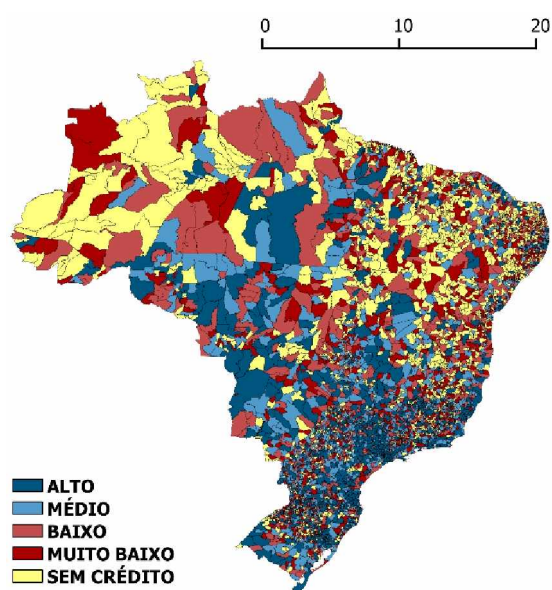 0 10 20
ALTO
MÉDIO
BAIXO
MUITO BAIXO
SEM CRÉDITO